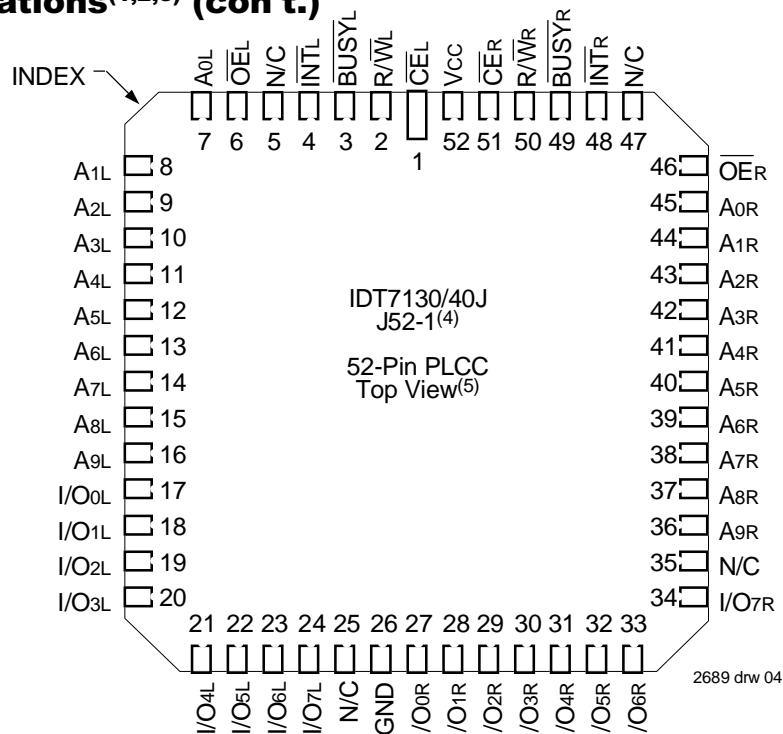 ations(1,2,3) (con't.)
INDEX
A0L
OEL
N/C
INTL
BUSYL
R/WL
CEL
VCC
CER
R/WR
BUSYR
INTR
N/C
7 6 5 4 3 2 1 52 51 50 49 48 47
A1L 8
A2L 9
A3L 10
A4L 11
A5L 12
A6L 13
A7L 14
A8L 15
A9L 16
I/O0L 17
I/O1L 18
I/O2L 19
I/O3L 20
IDT7130/40J
J52-1(4)
52-Pin PLCC
Top View(5)
46 OER
45 A0R
44 A1R
43 A2R
42 A3R
41 A4R
40 A5R
39 A6R
38 A7R
37 A8R
36 A9R
35 N/C
34 I/O7R
21 22 23 24 25 26 27 28 29 30 31 32 33
I/O4L
I/O5L
I/O6L
I/O7L
N/C
GND
/O0R
/O1R
/O2R
/O3R
/O4R
/O5R
/O6R
2689 drw 04